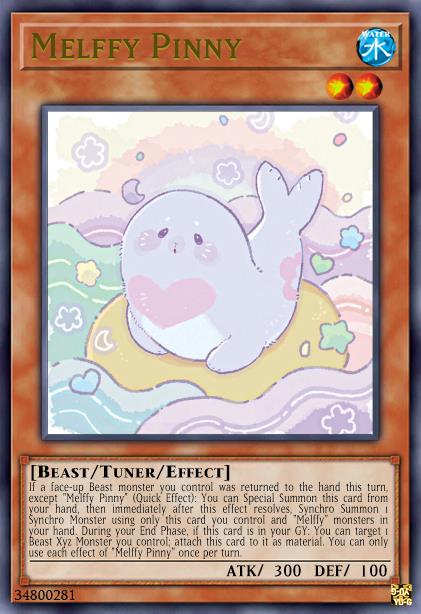 Melffy Pinny
WATER
水
[Beast/Tuner/Effect]
If a face-up Beast monster you control was returned to the hand this turn,
except "Melffy Pinny" (Quick Effect): You can Special Summon this card from
your hand, then immediately after this effect resolves, Synchro Summon 1
Synchro Monster using only this card you control and "Melffy" monsters in
your hand. During your End Phase, if this card is in your GY: You can target 1
Beast Xyz Monster you control; attach this card to it as material. You can only
use each effect of "Melffy Pinny" once per turn.
ATK/ 300 DEF/ 100
34800281